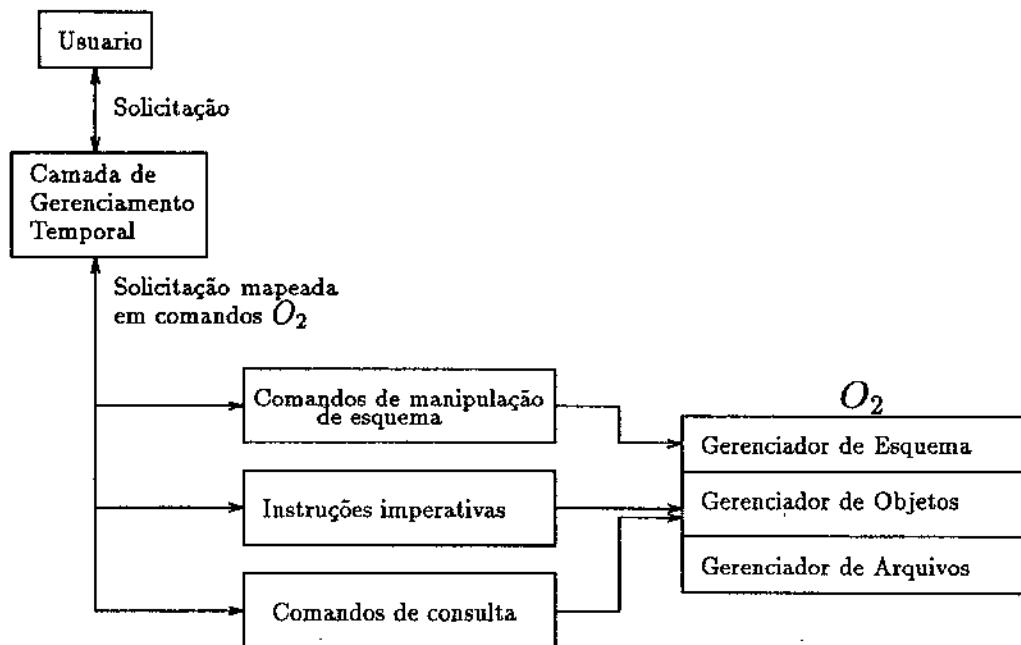 Usuario
Solicitação
Camada de
Gerenciamento
Temporal
Solicitação mapeada
em comandos O₂
Comandos de manipulação
de esquema
O₂
Gerenciador de Esquema
Instruções imperativas
Gerenciador de Objetos
Gerenciador de Arquivos
Comandos de consulta